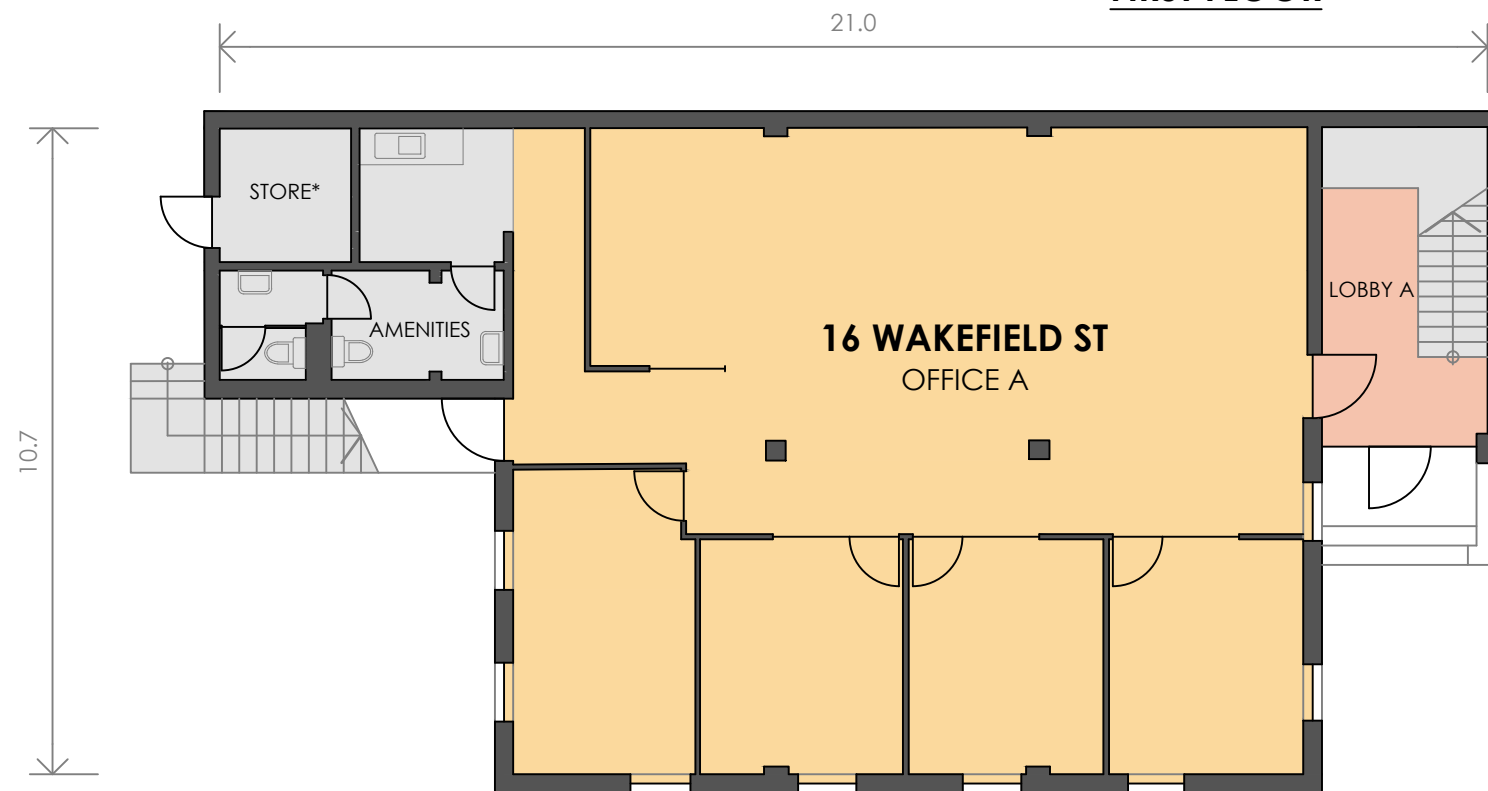 21.0
STORE*
LOBBY A
AMENITIES
16 WAKEFIELD ST
OFFICE A
10.7